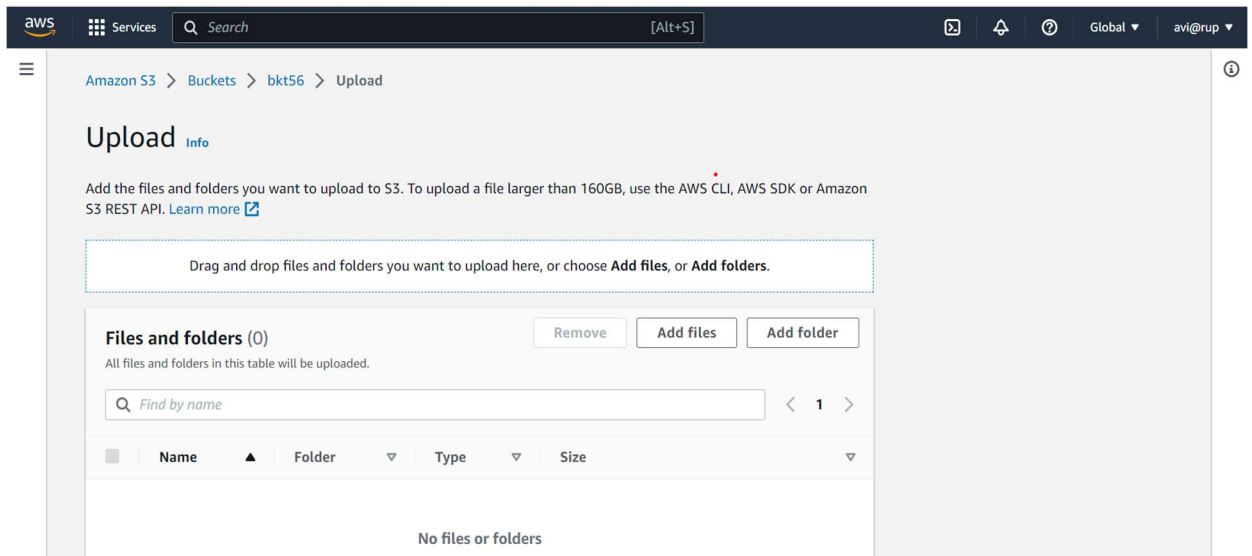 aws Services Search [Alt+S] Global avi@rup
Amazon S3 > Buckets > bkt56 > Upload
Upload Info
Add the files and folders you want to upload to S3. To upload a file larger than 160GB, use the AWS CLI, AWS SDK or Amazon
S3 REST API. Learn more
Drag and drop files and folders you want to upload here, or choose Add files, or Add folders.
Files and folders (0) Remove Add files Add folder
All files and folders in this table will be uploaded.
Find by name 1
Name Folder Type Size
No files or folders